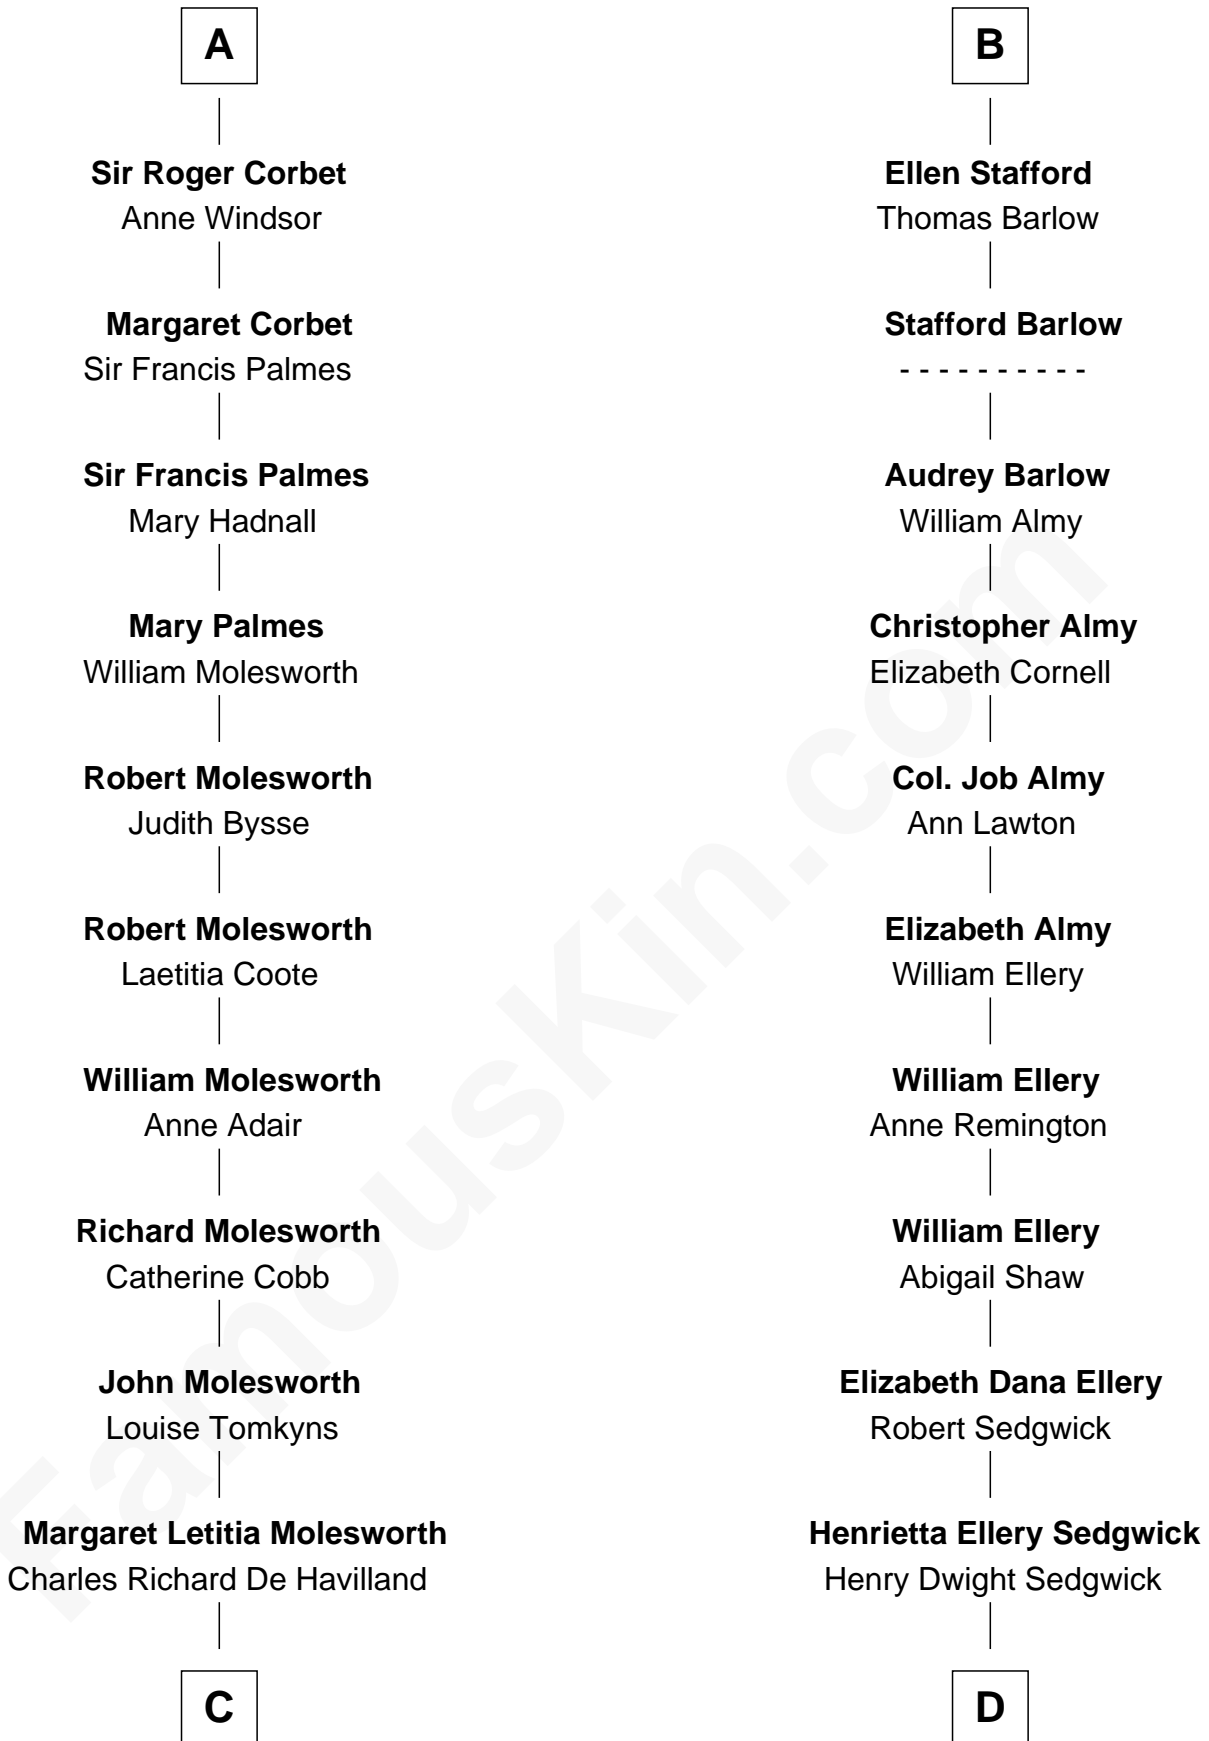 A
Sir Roger Corbet
Anne Windsor
Margaret Corbet
Sir Francis Palmes
Sir Francis Palmes
Mary Hadnall
Mary Palmes
William Molesworth
Robert Molesworth
Judith Bysse
Robert Molesworth
Laetitia Coote
William Molesworth
Anne Adair
Richard Molesworth
Catherine Cobb
John Molesworth
Louise Tomkyns
Margaret Letitia Molesworth
Charles Richard De Havilland
C
B
Ellen Stafford
Thomas Barlow
Stafford Barlow
- - - - - - - - - -
Audrey Barlow
William Almy
Christopher Almy
Elizabeth Cornell
Col. Job Almy
Ann Lawton
Elizabeth Almy
William Ellery
William Ellery
Anne Remington
William Ellery
Abigail Shaw
Elizabeth Dana Ellery
Robert Sedgwick
Henrietta Ellery Sedgwick
Henry Dwight Sedgwick
D
FamousKin.com